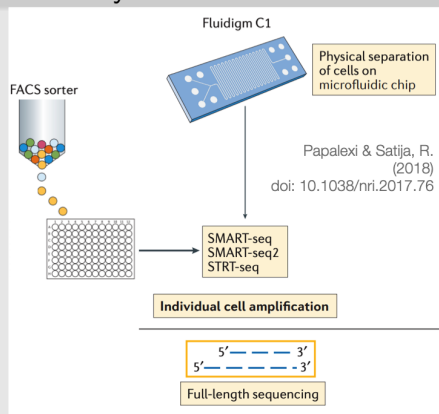 Fluidigm C1
Physical separation
of cells on
microfluidic chip
FACS sorter
Papalexi & Satija, R.
(2018)
doi: 10.1038/nri.2017.76
SMART-seq
SMART-seq2
STRT-seq
Individual cell amplification
5′ 3′
5′ 3′
Full-length sequencing